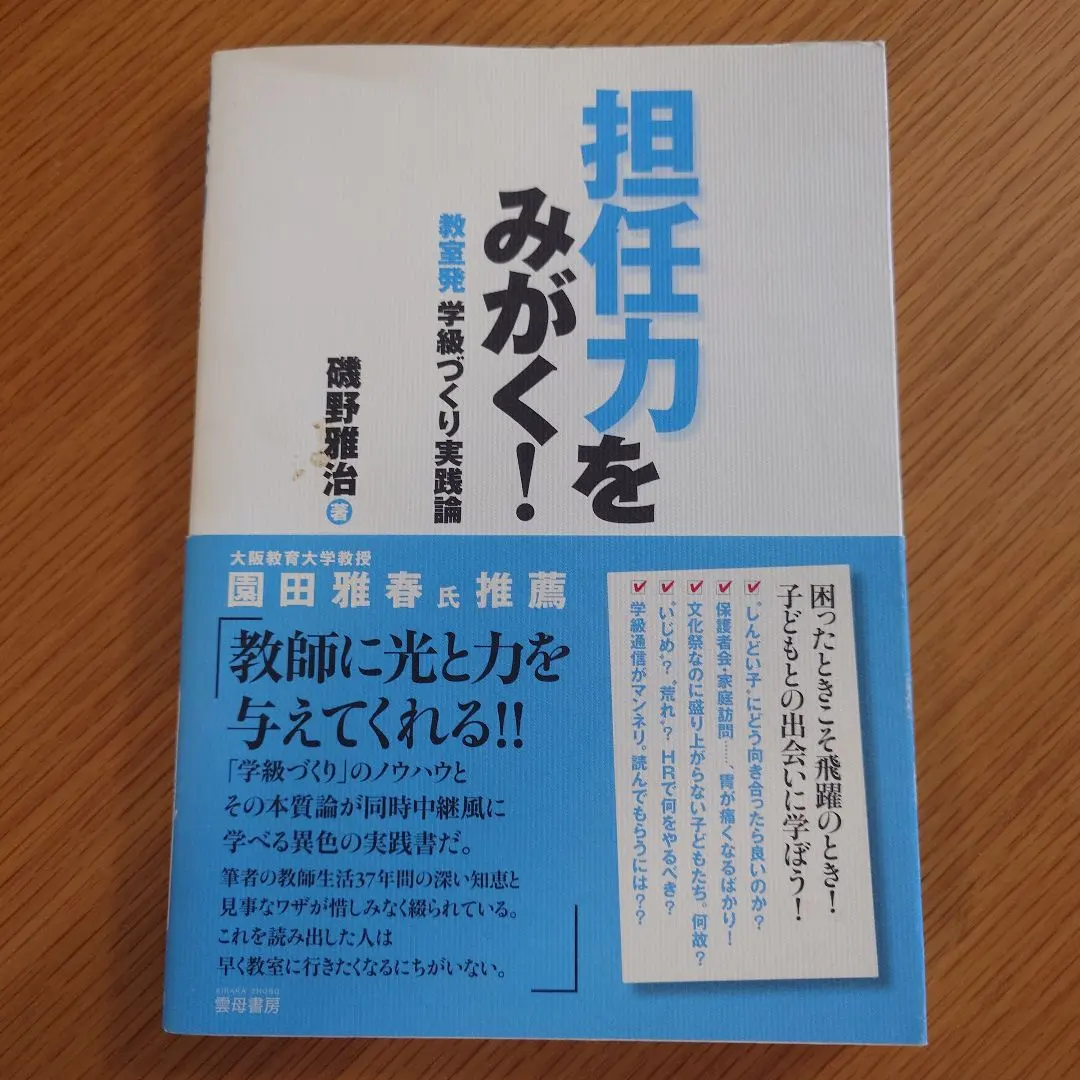 担任力を
みがく!
教室発 学級づくり実践論
磯野雅治 著
大阪教育大学教授
園田雅春氏推薦
「教師に光と力を
与えてくれる!!
「学級づくり」のノウハウと
その本質論が同時中継風に
学べる異色の実践書だ。
筆者の教師生活37年間の深い知恵と
見事なワザが惜しみなく綴られている。
これを読み出した人は
早く教室に行きたくなるにちがいない。」
KIRARA SHOBO
雲母書房
困ったときこそ飛躍のとき!
子どもとの出会いに学ぼう!
✓“しんどい子”にどう向き合ったら良いのか?
✓保護者会・家庭訪問……、胃が痛くなるばかり!
✓文化祭なのに盛り上がらない子どもたち。何故?
✓“いじめ”?“荒れ”?HRで何をやるべき?
✓学級通信がマンネリ。読んでもらうには??